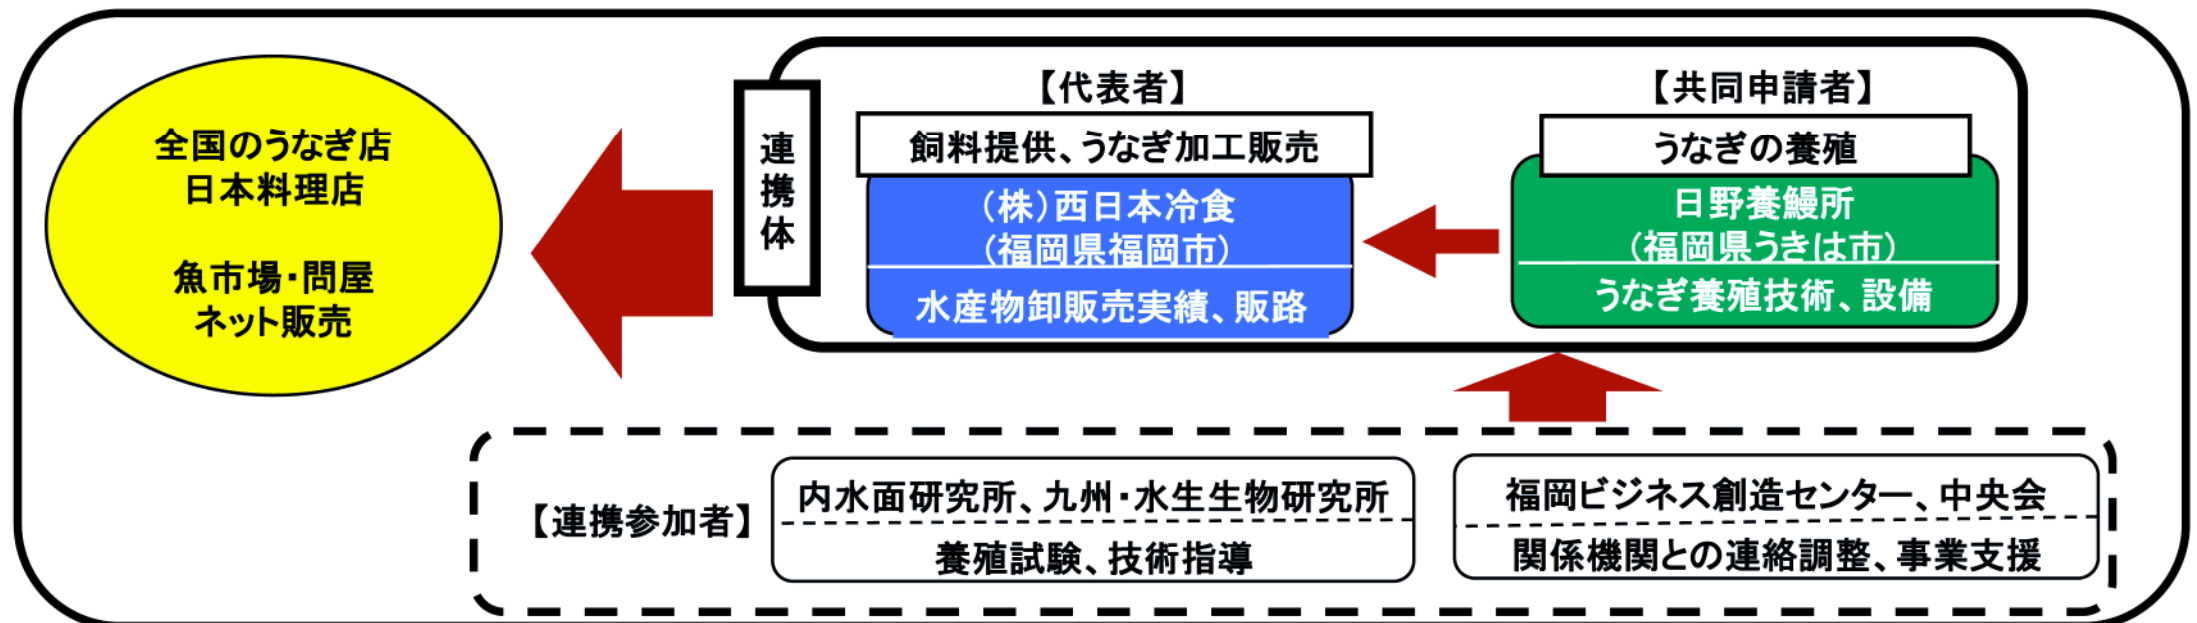 全国のうなぎ店
日本料理店
魚市場・問屋
ネット販売
連携体
【代表者】
飼料提供、うなぎ加工販売
（株）西日本冷食
（福岡県福岡市）
水産物卸販売実績、販路
【共同申請者】
うなぎの養殖
日野養鰻所
（福岡県うきは市）
うなぎ養殖技術、設備
【連携参加者】
内水面研究所、九州・水生生物研究所
養殖試験、技術指導
福岡ビジネス創造センター、中央会
関係機関との連絡調整、事業支援